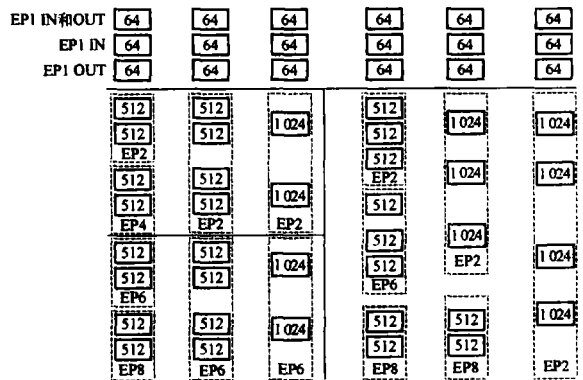 EP1 IN和OUT 64 64 64 64 64 64
EP1 IN 64 64 64 64 64 64
EP1 OUT 64 64 64 64 64 64
512 512 1 024 512 1 024 1 024
512 512 512
EP2 512
EP2
512 512 1 024 1 024 1 024
512 512 512
EP4 EP2 EP2
512 512 1 024 512 1 024 1 024
512 512 512 EP2
EP6 EP6
512 512 1 024 512 512 1 024
512 512 512 512
EP8 EP6 EP6 EP8 EP8 EP2